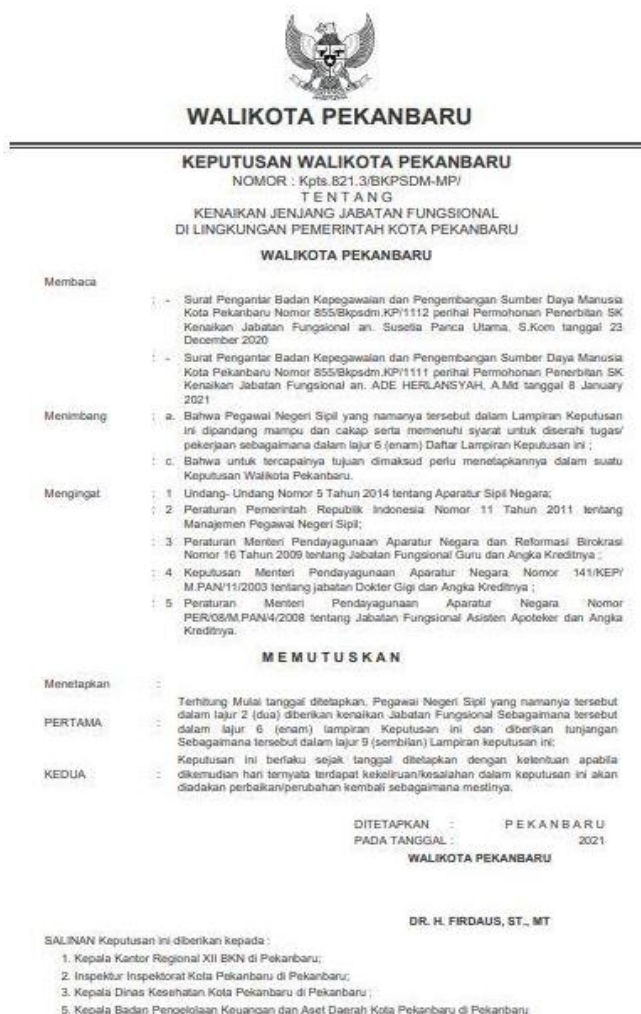 WALIKOTA PEKANBARU
KEPUTUSAN WALIKOTA PEKANBARU
NOMOR : Kpts.821.3/BKPSDM-MP/
T E N T A N G
KENAIKAN JENJANG JABATAN FUNGSIONAL
DI LINGKUNGAN PEMERINTAH KOTA PEKANBARU
WALIKOTA PEKANBARU
Membaca
: - Surat Pengantar Badan Kepegawaian dan Pengembangan Sumber Daya Manusia
Kota Pekanbaru Nomor 855/Bkpsdm.KP/1112 perihal Permohonan Penerbitan SK
Kenaikan Jabatan Fungsional an. Susetia Panca Utama, S.Kom tanggal 23
December 2020
: - Surat Pengantar Badan Kepegawaian dan Pengembangan Sumber Daya Manusia
Kota Pekanbaru Nomor 855/Bkpsdm.KP/1111 perihal Permohonan Penerbitan SK
Kenaikan Jabatan Fungsional an. ADE HERLANSYAH, A.Md tanggal 8 January
2021
Menimbang : a. Bahwa Pegawai Negeri Sipil yang namanya tersebut dalam Lampiran Keputusan
ini dipandang mampu dan cakap serta memenuhi syarat untuk diserahi tugas/
pekerjaan sebagaimana dalam lajur 6 (enam) Daftar Lampiran Keputusan ini ;
: c. Bahwa untuk tercapainya tujuan dimaksud perlu menetapkannya dalam suatu
Keputusan Walikota Pekanbaru.
Mengingat : 1 Undang- Undang Nomor 5 Tahun 2014 tentang Aparatur Sipil Negara;
: 2 Peraturan Pemerintah Republik Indonesia Nomor 11 Tahun 2011 tentang
Manajemen Pegawai Negeri Sipil;
: 3 Peraturan Menteri Pendayagunaan Aparatur Negara dan Reformasi Birokrasi
Nomor 16 Tahun 2009 tentang Jabatan Fungsional Guru dan Angka Kreditnya ;
: 4 Keputusan Menteri Pendayagunaan Aparatur Negara Nomor 141/KEP/
M.PAN/11/2003 tentang jabatan Dokter Gigi dan Angka Kreditnya ;
: 5 Peraturan Menteri Pendayagunaan Aparatur Negara Nomor
PER/08/M.PAN/4/2008 tentang Jabatan Fungsional Asisten Apoteker dan Angka
Kreditnya.
M E M U T U S K A N
Menetapkan :
PERTAMA : Terhitung Mulai tanggal ditetapkan, Pegawai Negeri Sipil yang namanya tersebut
dalam lajur 2 (dua) diberikan kenaikan Jabatan Fungsional Sebagaimana tersebut
dalam lajur 6 (enam) lampiran Keputusan ini dan diberikan tunjangan
Sebagaimana tersebut dalam lajur 9 (sembilan) Lampiran keputusan ini;
KEDUA : Keputusan ini berlaku sejak tanggal ditetapkan dengan ketentuan apabila
dikemudian hari ternyata terdapat kekeliruan/kesalahan dalam keputusan ini akan
diadakan perbaikan/perubahan kembali sebagaimana mestinya.
DITETAPKAN : P E K A N B A R U
PADA TANGGAL : 2021
WALIKOTA PEKANBARU
DR. H. FIRDAUS, ST., MT
SALINAN Keputusan ini diberikan kepada :
1. Kepala Kantor Regional XII BKN di Pekanbaru;
2. Inspektur Inspektorat Kota Pekanbaru di Pekanbaru;
3. Kepala Dinas Kesehatan Kota Pekanbaru di Pekanbaru ;
5. Kepala Badan Pengelolaan Keuangan dan Aset Daerah Kota Pekanbaru di Pekanbaru